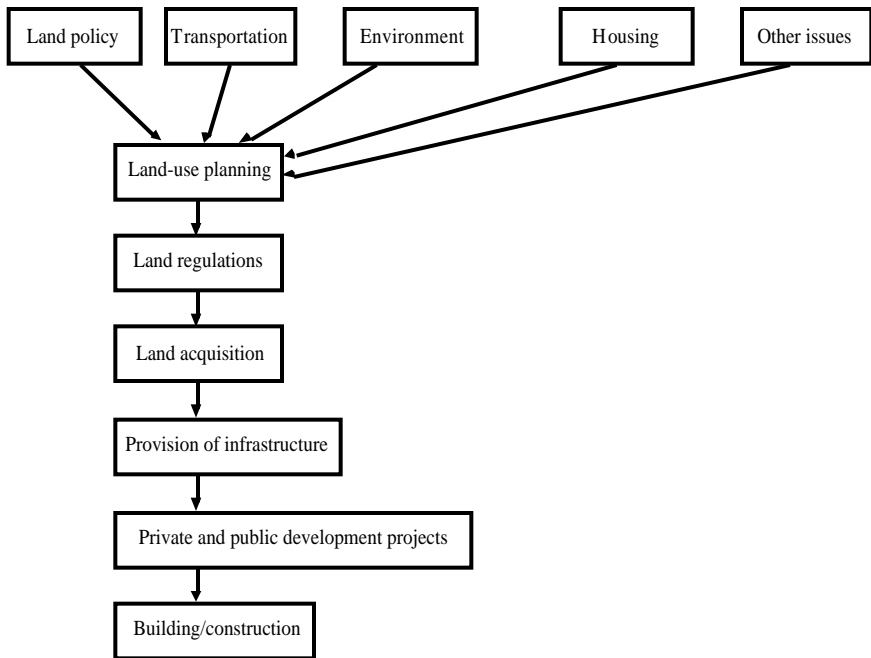 Land policy
Transportation
Environment
Housing
Other issues
Land-use planning
Land regulations
Land acquisition
Provision of infrastructure
Private and public development projects
Building/construction